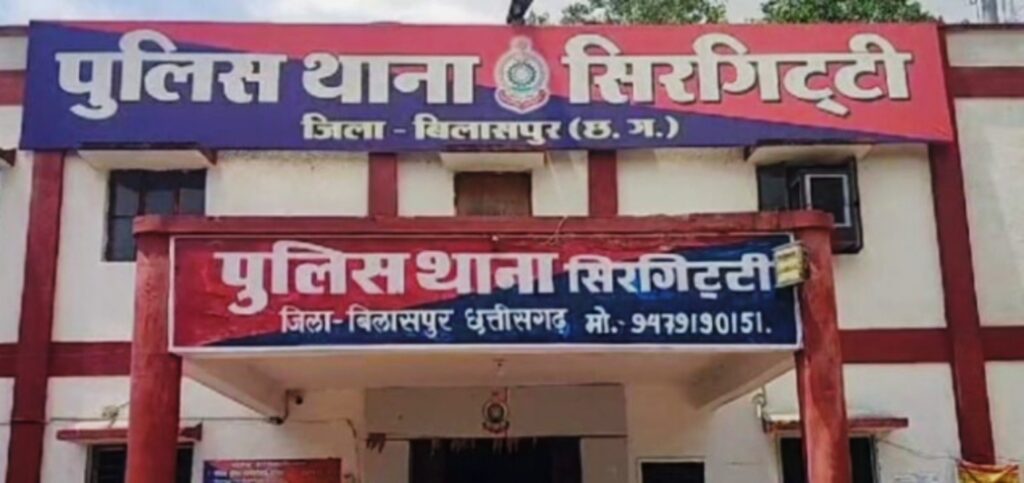 पुलिस थाना सिरगिट्टी
जिला - बिलासपुर (छ. ग.)
पुलिस थाना सिरगिट्टी
जिला-बिलासपुर छत्तीसगढ़ मो.- 9479190151.